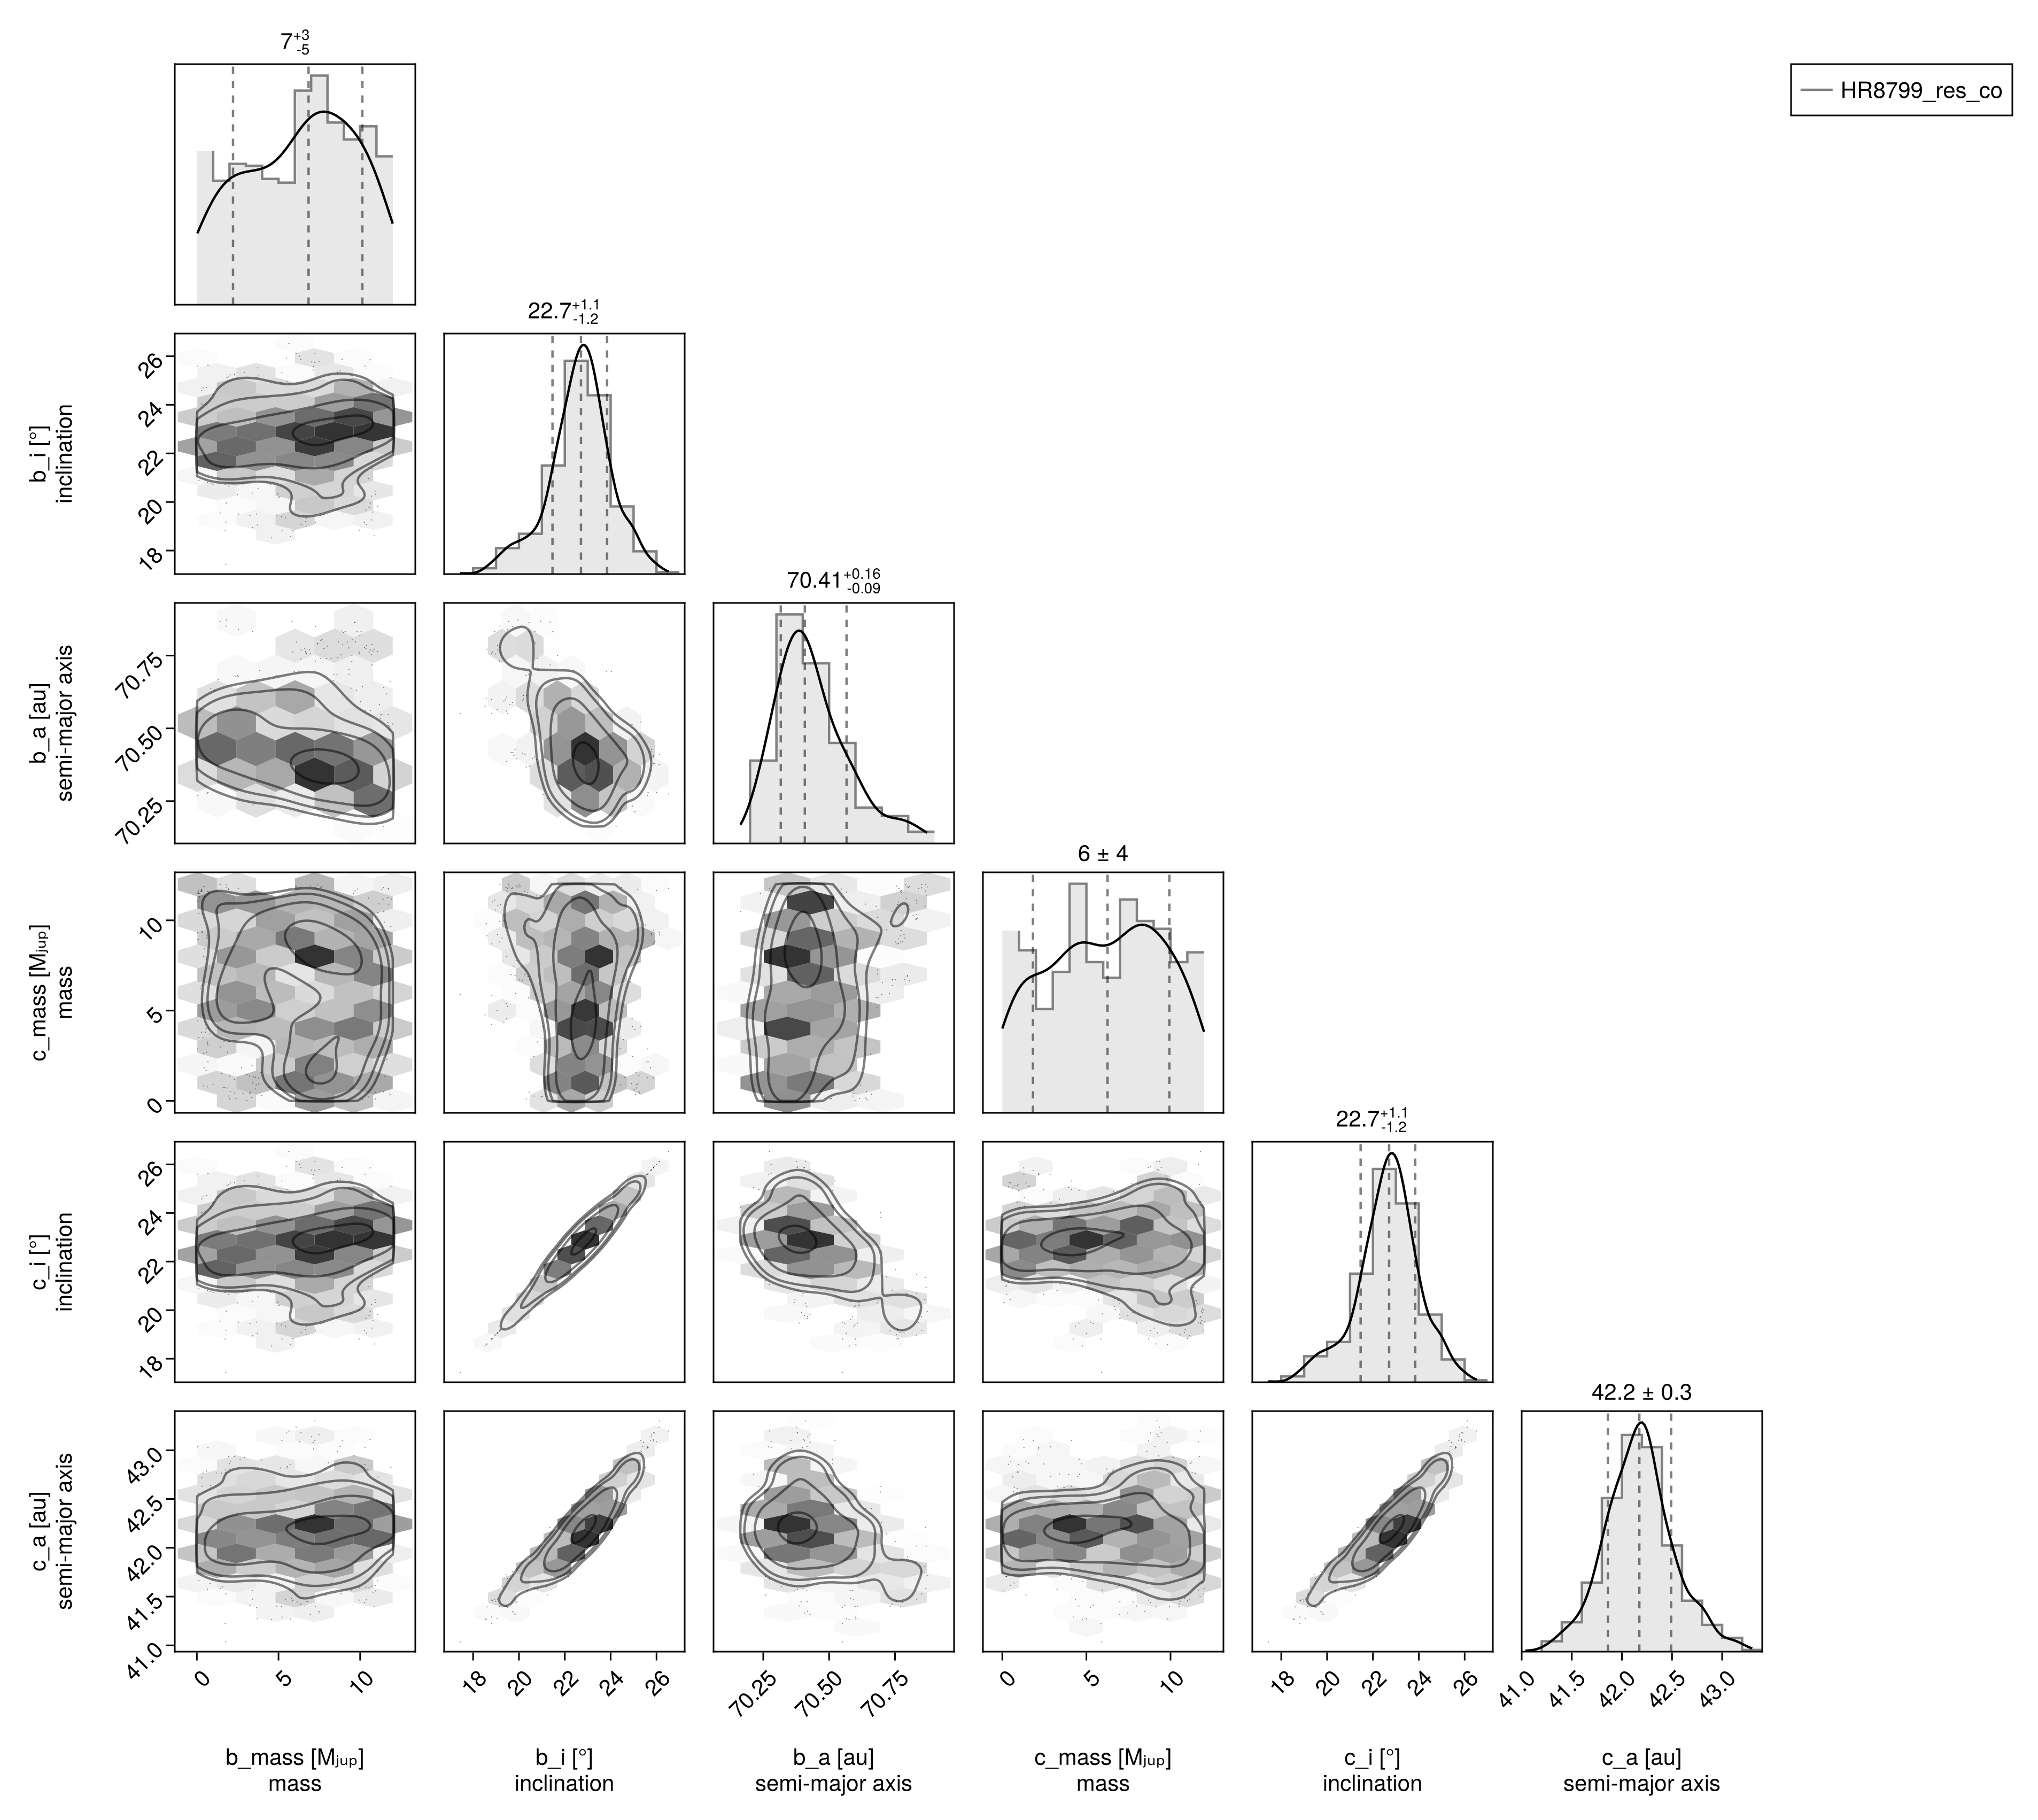 7+3-5
HR8799_res_co
22.7+1.1-1.2
26
24
22
20
18
b_i [°]
inclination
70.41+0.16-0.09
70.75
70.50
70.25
b_a [au]
semi-major axis
6 ± 4
10
5
0
c_mass [Mⱼᵤₚ]
mass
22.7+1.1-1.2
26
24
22
20
18
c_i [°]
inclination
42.2 ± 0.3
43.0
42.5
42.0
41.5
41.0
c_a [au]
semi-major axis
0 5 10
18 20 22 24 26
70.25 70.50 70.75
0 5 10
18 20 22 24 26
41.0 41.5 42.0 42.5 43.0
b_mass [Mⱼᵤₚ]
mass
b_i [°]
inclination
b_a [au]
semi-major axis
c_mass [Mⱼᵤₚ]
mass
c_i [°]
inclination
c_a [au]
semi-major axis